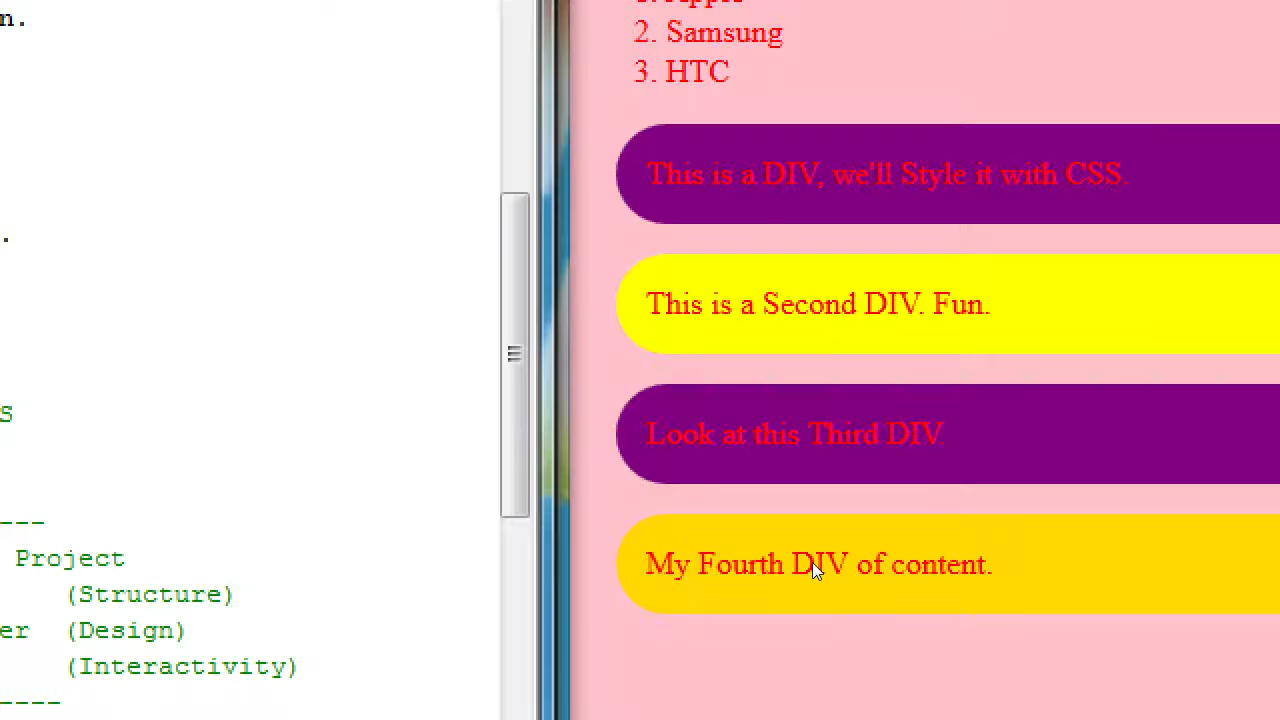 n.
.
S
---
Project
(Structure)
er (Design)
(Interactivity)
----
2. Samsung
3. HTC
This is a DIV, we'll Style it with CSS.
This is a Second DIV. Fun.
Look at this Third DIV.
My Fourth DIV of content.